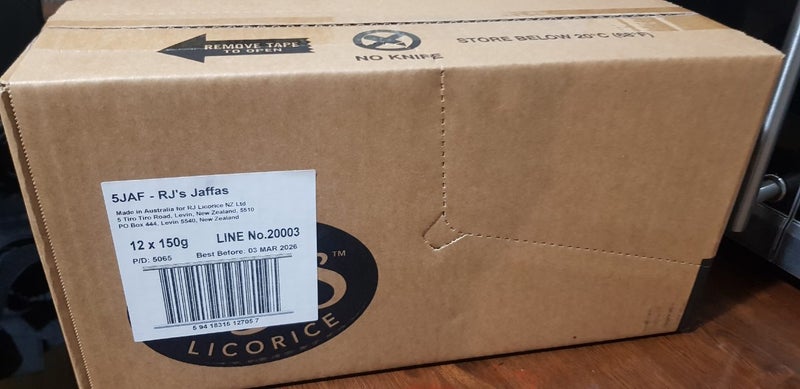 REMOVE TAPE
TO OPEN
NO KNIFE
STORE BELOW 20°C (68°F)
5JAF - RJ's Jaffas
Made in Australia for RJ Licorice NZ Ltd
5 Tiro Tiro Road, Levin, New Zealand, 5510
PO Box 444, Levin 5540, New Zealand
12 x 150g
LINE No.20003
P/D: 5065
Best Before: 03 MAR 2026
5 94 18315 12705 7
TM
LICORICE